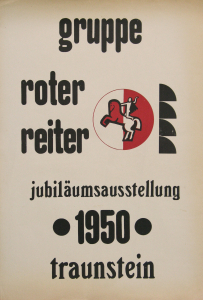 gruppe
roter
reiter
jubiläumsausstellung
• 1950 •
traunstein